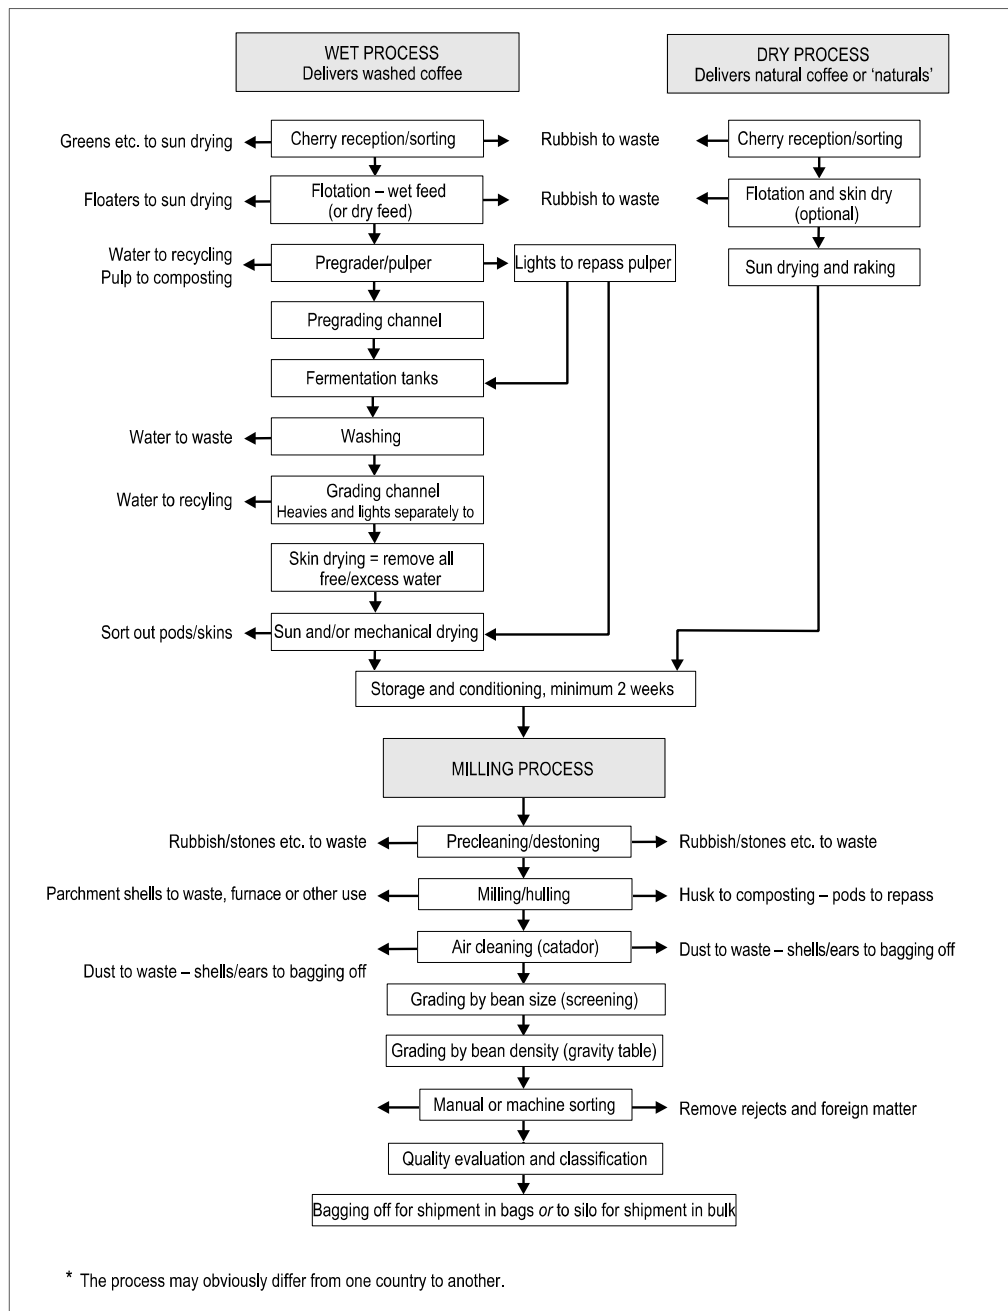 WET PROCESS
Delivers washed coffee
DRY PROCESS
Delivers natural coffee or ‘naturals’
Greens etc. to sun drying
Cherry reception/sorting
Rubbish to waste
Cherry reception/sorting
Floaters to sun drying
Flotation – wet feed
(or dry feed)
Rubbish to waste
Flotation and skin dry
(optional)
Water to recycling
Pulp to composting
Pregrader/pulper
Lights to repass pulper
Sun drying and raking
Pregrading channel
Fermentation tanks
Water to waste
Washing
Water to recyling
Grading channel
Heavies and lights separately to
Skin drying = remove all
free/excess water
Sort out pods/skins
Sun and/or mechanical drying
Storage and conditioning, minimum 2 weeks
MILLING PROCESS
Rubbish/stones etc. to waste
Precleaning/destoning
Rubbish/stones etc. to waste
Parchment shells to waste, furnace or other use
Milling/hulling
Husk to composting – pods to repass
Air cleaning (catador)
Dust to waste – shells/ears to bagging off
Dust to waste – shells/ears to bagging off
Grading by bean size (screening)
Grading by bean density (gravity table)
Manual or machine sorting
Remove rejects and foreign matter
Quality evaluation and classification
Bagging off for shipment in bags or to silo for shipment in bulk
* The process may obviously differ from one country to another.